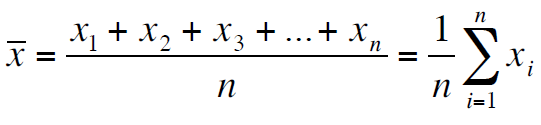 x̄ = (x₁ + x₂ + x₃ + ... + xₙ) / n = (1 / n) ∑ᵢ₌₁ⁿ xᵢ